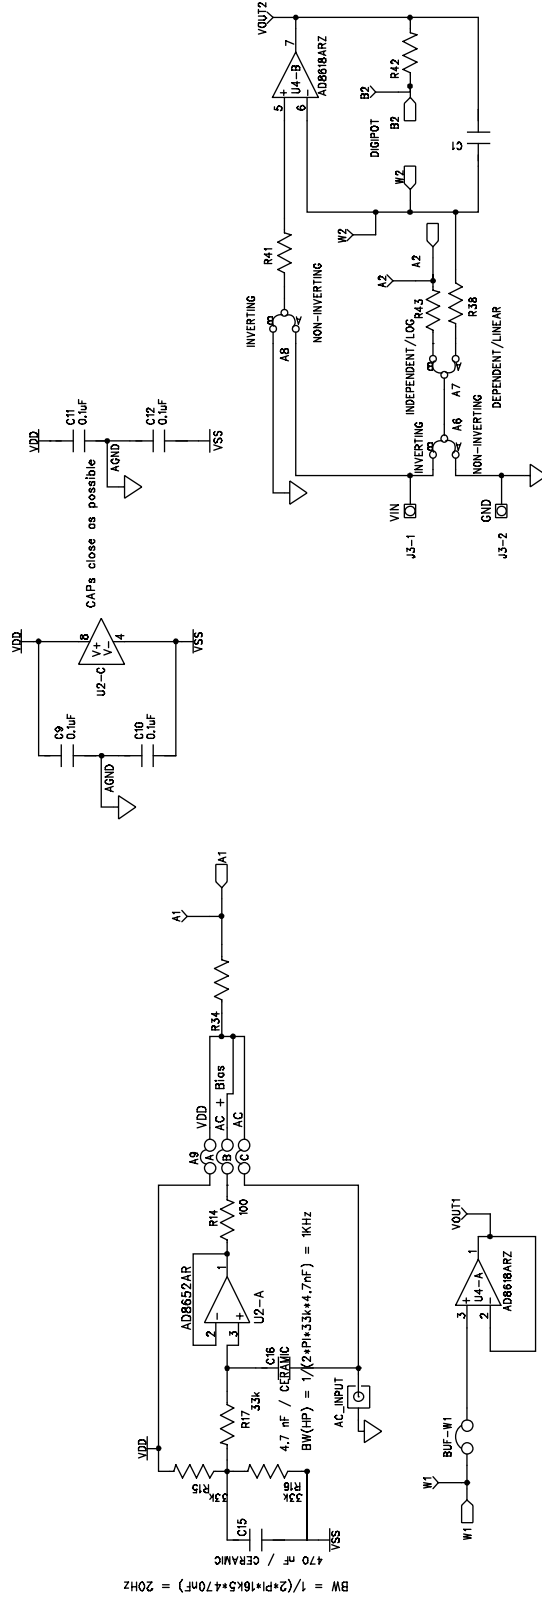 VOUT2
7
AD8618ARZ
U4-B
+
-
5
6
R42
B2
B2
DIGIPOT
C1
W2
W2
R41
INVERTING
B
A
A8
NON-INVERTING
A2
A2
R43
R38
INDEPENDENT/LOG
B
A
A7
DEPENDENT/LINEAR
INVERTING
B
A
A6
NON-INVERTING
VIN
J3-1
GND
J3-2
VDD
C11
0.1uF
AGND
C12
0.1uF
VSS
CAPs close as possible
VDD
8
V+
V-
4
U2-C
VSS
C9
0.1uF
C10
0.1uF
AGND
A1
A1
R34
VDD
AC + Bias
AC
A9
A
B
C
R14
100
AD8652AR
1
2
-
3
+
U2-A
C16
4.7 nF / CERAMIC
BW(HP) = 1/(2*PI*33k*4.7nF) = 1KHz
R17
33k
AC_INPUT
VDD
R15
33k
R16
33k
C15
470 nF / CERAMIC
VSS
BW = 1/(2*PI*16k5*470nF) = 20Hz
VOUT1
1
U4-A
AD8618ARZ
3
+
2
-
BUF-W1
W1
W1